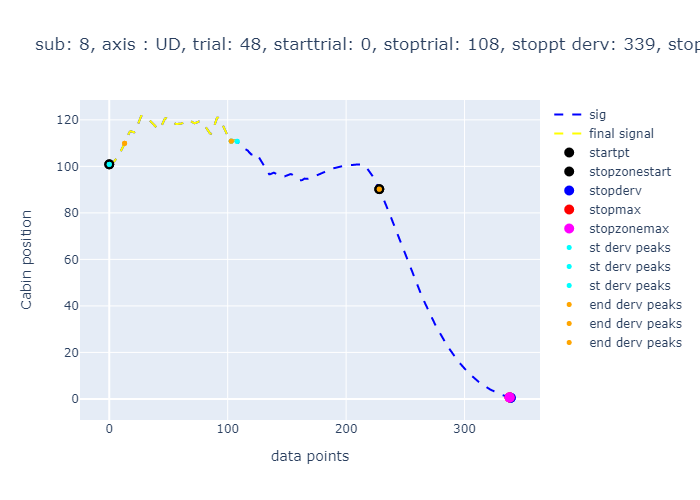 sub: 8, axis : UD, trial: 48, starttrial: 0, stoptrial: 108, stoppt derv: 339, stop
sig
final signal
startpt
stopzonestart
stopderv
stopmax
stopzonemax
st derv peaks
st derv peaks
st derv peaks
end derv peaks
end derv peaks
end derv peaks
120
100
80
60
40
20
0
Cabin position
0 100 200 300
data points